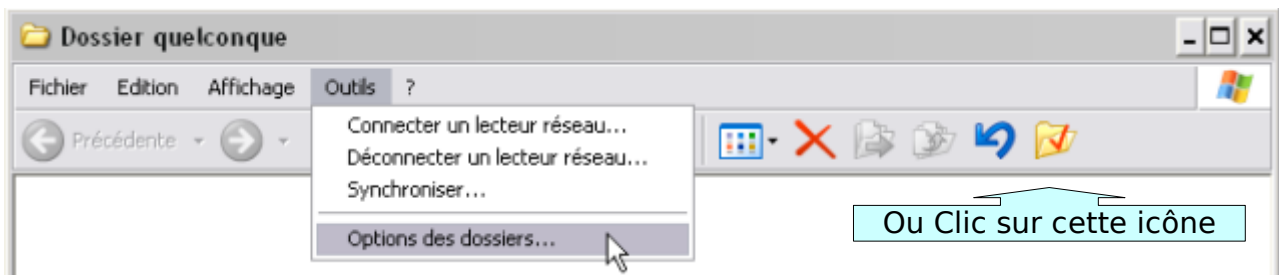 Dossier quelconque
Fichier Edition Affichage Outils ?
Précédente
Connecter un lecteur réseau...
Déconnecter un lecteur réseau...
Synchroniser...
Options des dossiers...
Ou Clic sur cette icône